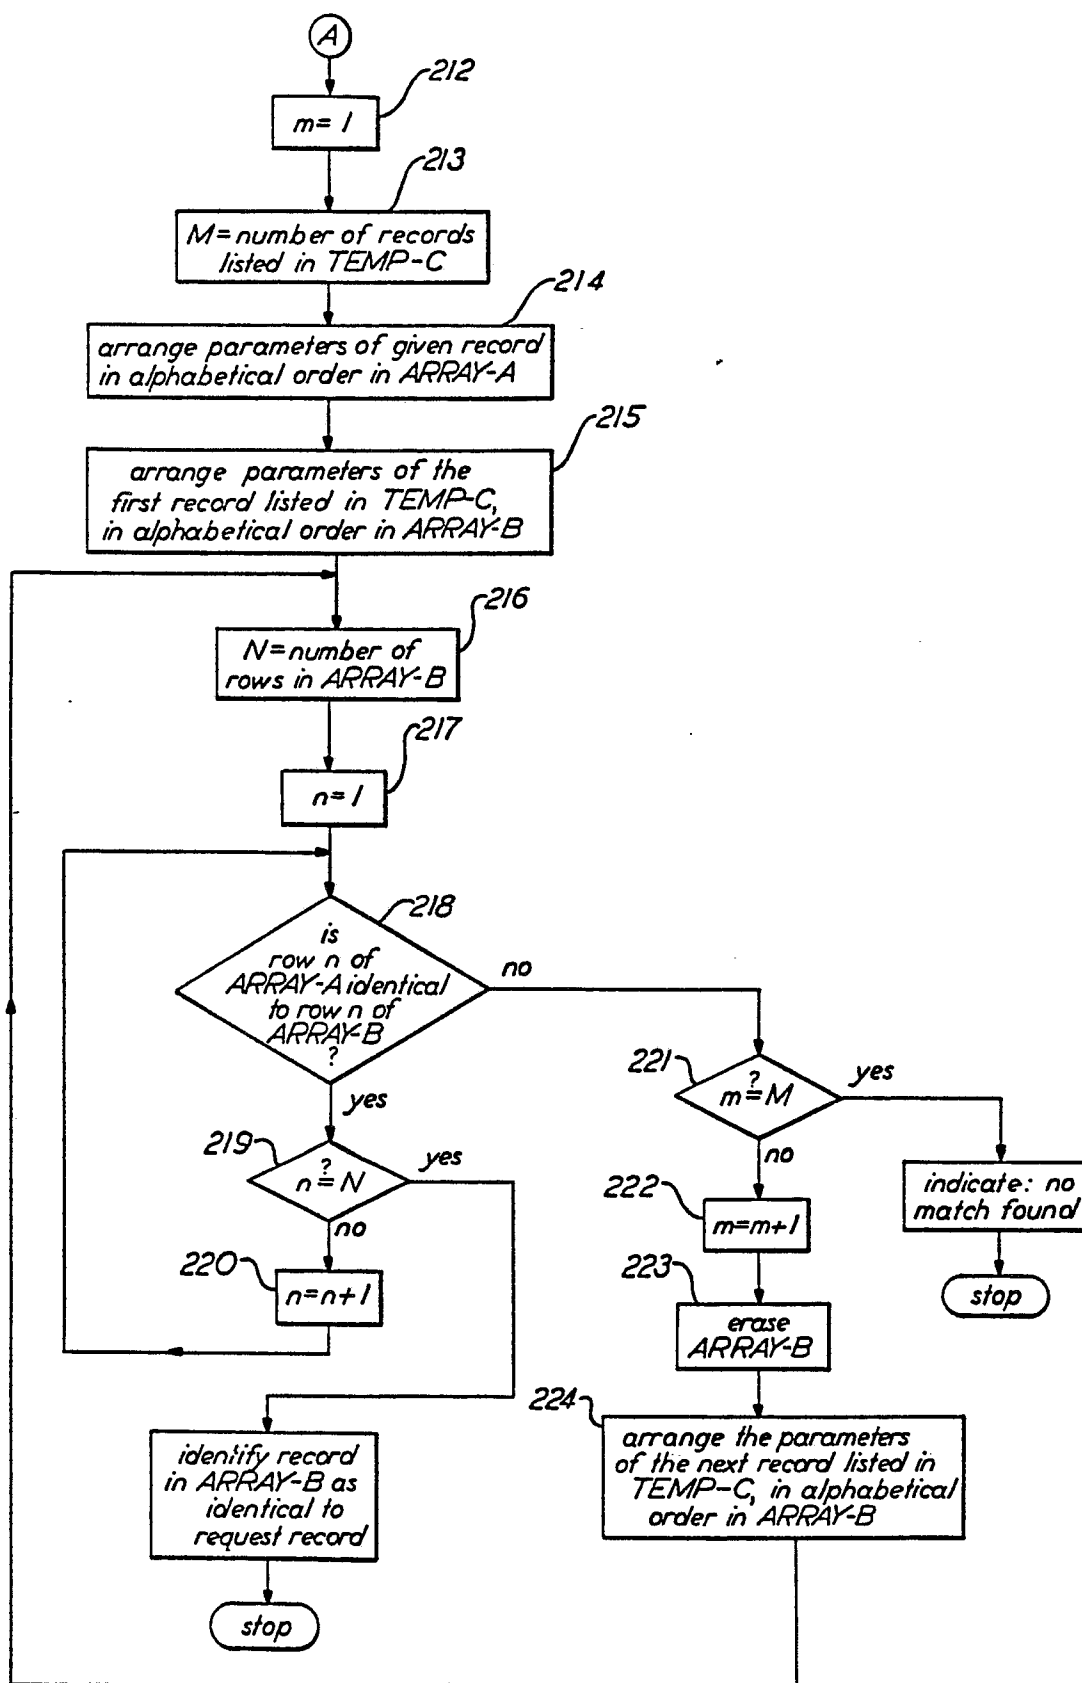 A
212
m=1
213
M=number of records
listed in TEMP-C
214
arrange parameters of given record
in alphabetical order in ARRAY-A
215
arrange parameters of the
first record listed in TEMP-C,
in alphabetical order in ARRAY-B
216
N=number of
rows in ARRAY-B
217
n=1
218
is
row n of
ARRAY-A identical
to row n of
ARRAY-B
?
no
yes
221
?
m=M
yes
no
219
?
n=N
yes
no
222
m=m+1
indicate: no
match found
stop
220
n=n+1
223
erase
ARRAY-B
224
arrange the parameters
of the next record listed in
TEMP-C, in alphabetical
order in ARRAY-B
identify record
in ARRAY-B as
identical to
request record
stop